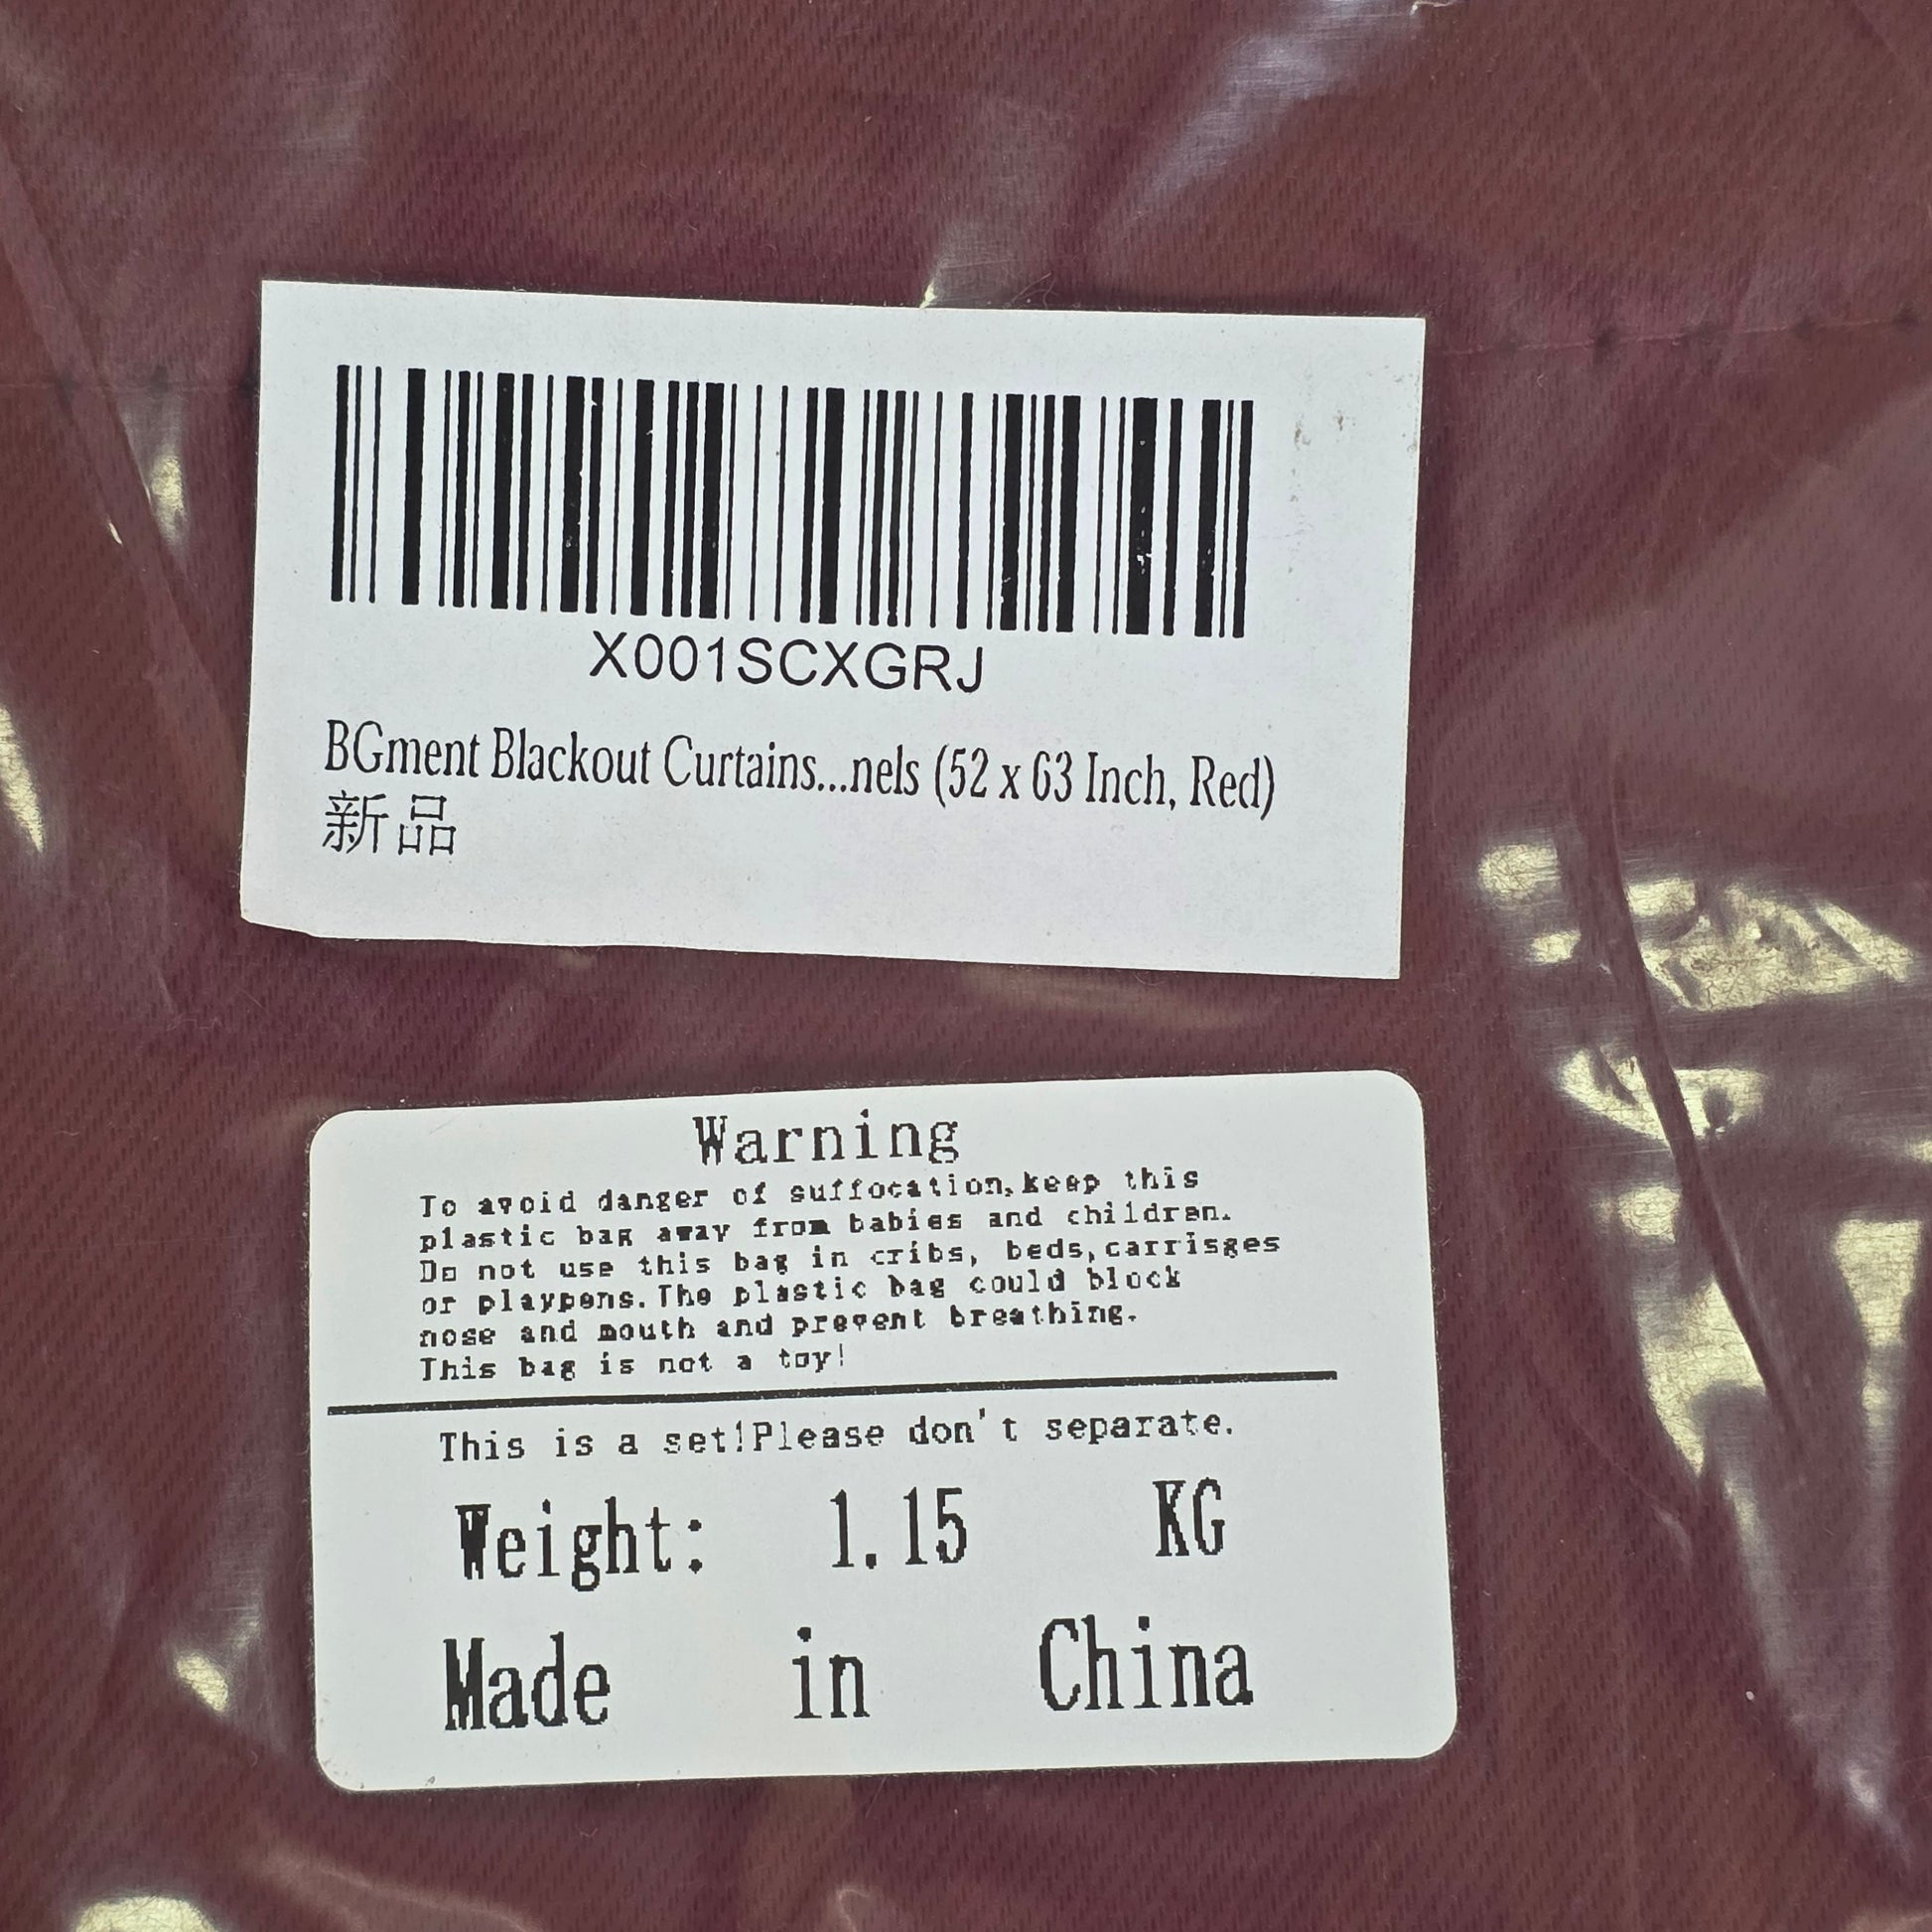 X001SCXGRJ
BGment Blackout Curtains...nels (52 x 63 Inch, Red)
新品
Warning
To avoid danger of suffocation,keep this
plastic bag away from babies and children.
Do not use this bag in cribs, beds,carrisges
or playpens.The plastic bag could block
nose and mouth and prevent breathing.
This bag is not a toy!
This is a set!Please don't separate.
Weight: 1.15 KG
Made in China